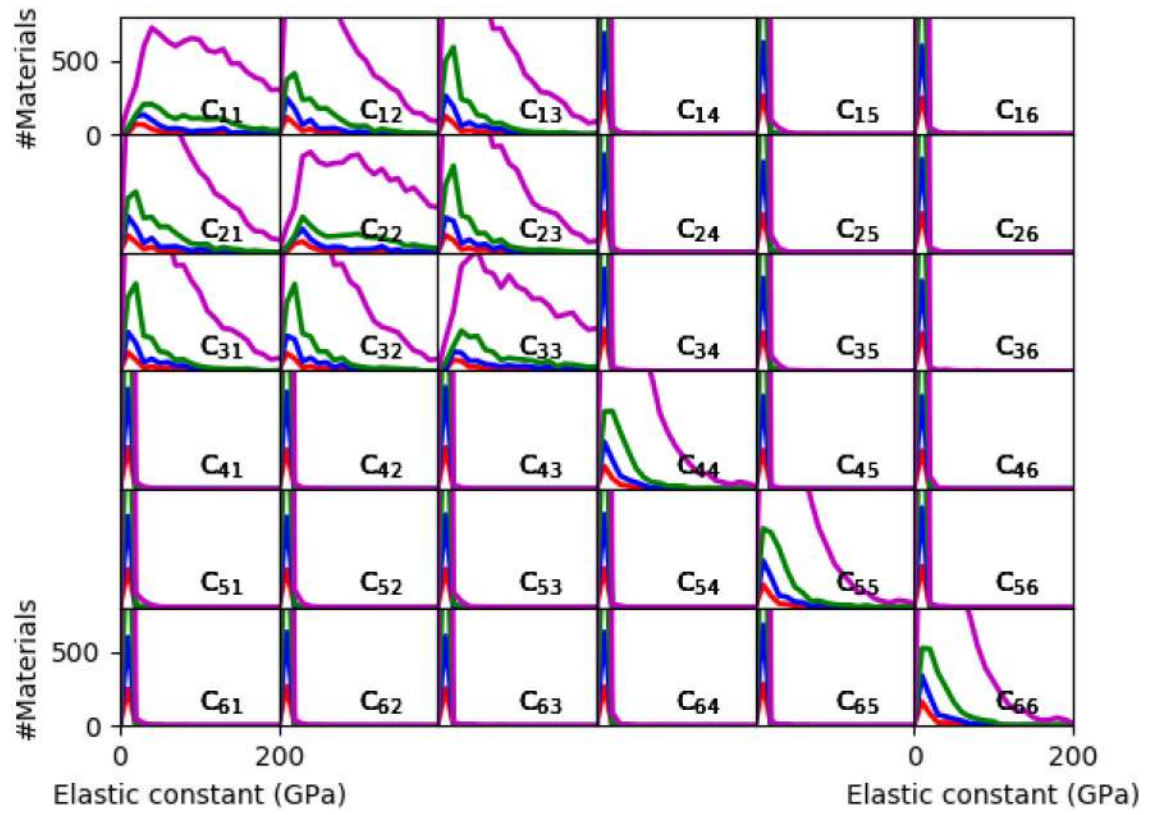 #Materials
500
0
C11 C12 C13 C14 C15 C16
C21 C22 C23 C24 C25 C26
C31 C32 C33 C34 C35 C36
C41 C42 C43 C44 C45 C46
C51 C52 C53 C54 C55 C56
#Materials
500
C61 C62 C63 C64 C65 C66
0
0 200 0 200
Elastic constant (GPa) Elastic constant (GPa)